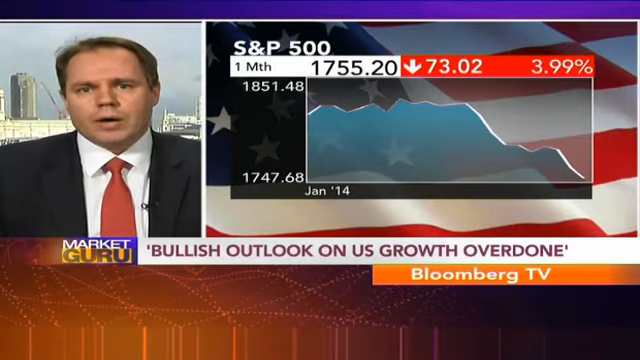 S&P 500
1 Mth 1755.20 73.02 3.99%
1851.48
1747.68
Jan '14
MARKET GURU
'BULLISH OUTLOOK ON US GROWTH OVERDONE'
Bloomberg TV